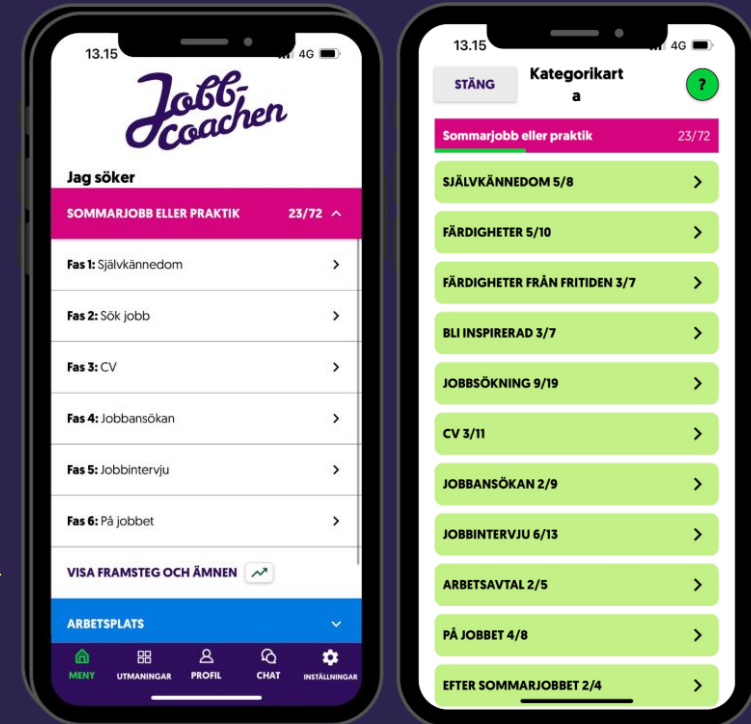 13.15
4G
Jobb-
coachen
Jag söker
SOMMARJOBB ELLER PRAKTIK 23/72
Fas 1: Självkännedom
Fas 2: Sök jobb
Fas 3: CV
Fas 4: Jobbansökan
Fas 5: Jobbintervju
Fas 6: På jobbet
VISA FRAMSTEG OCH ÄMNEN
ARBETSPLATS
MENY UTMANINGAR PROFIL CHAT INSTÄLLNINGAR
13.15
4G
STÄNG
Kategorikart
a
?
Sommarjobb eller praktik 23/72
SJÄLVKÄNNEDOM 5/8
FÄRDIGHETER 5/10
FÄRDIGHETER FRÅN FRITIDEN 3/7
BLI INSPIRERAD 3/7
JOBBSÖKNING 9/19
CV 3/11
JOBBANSÖKAN 2/9
JOBBINTERVJU 6/13
ARBETSAVTAL 2/5
PÅ JOBBET 4/8
EFTER SOMMARJOBBET 2/4